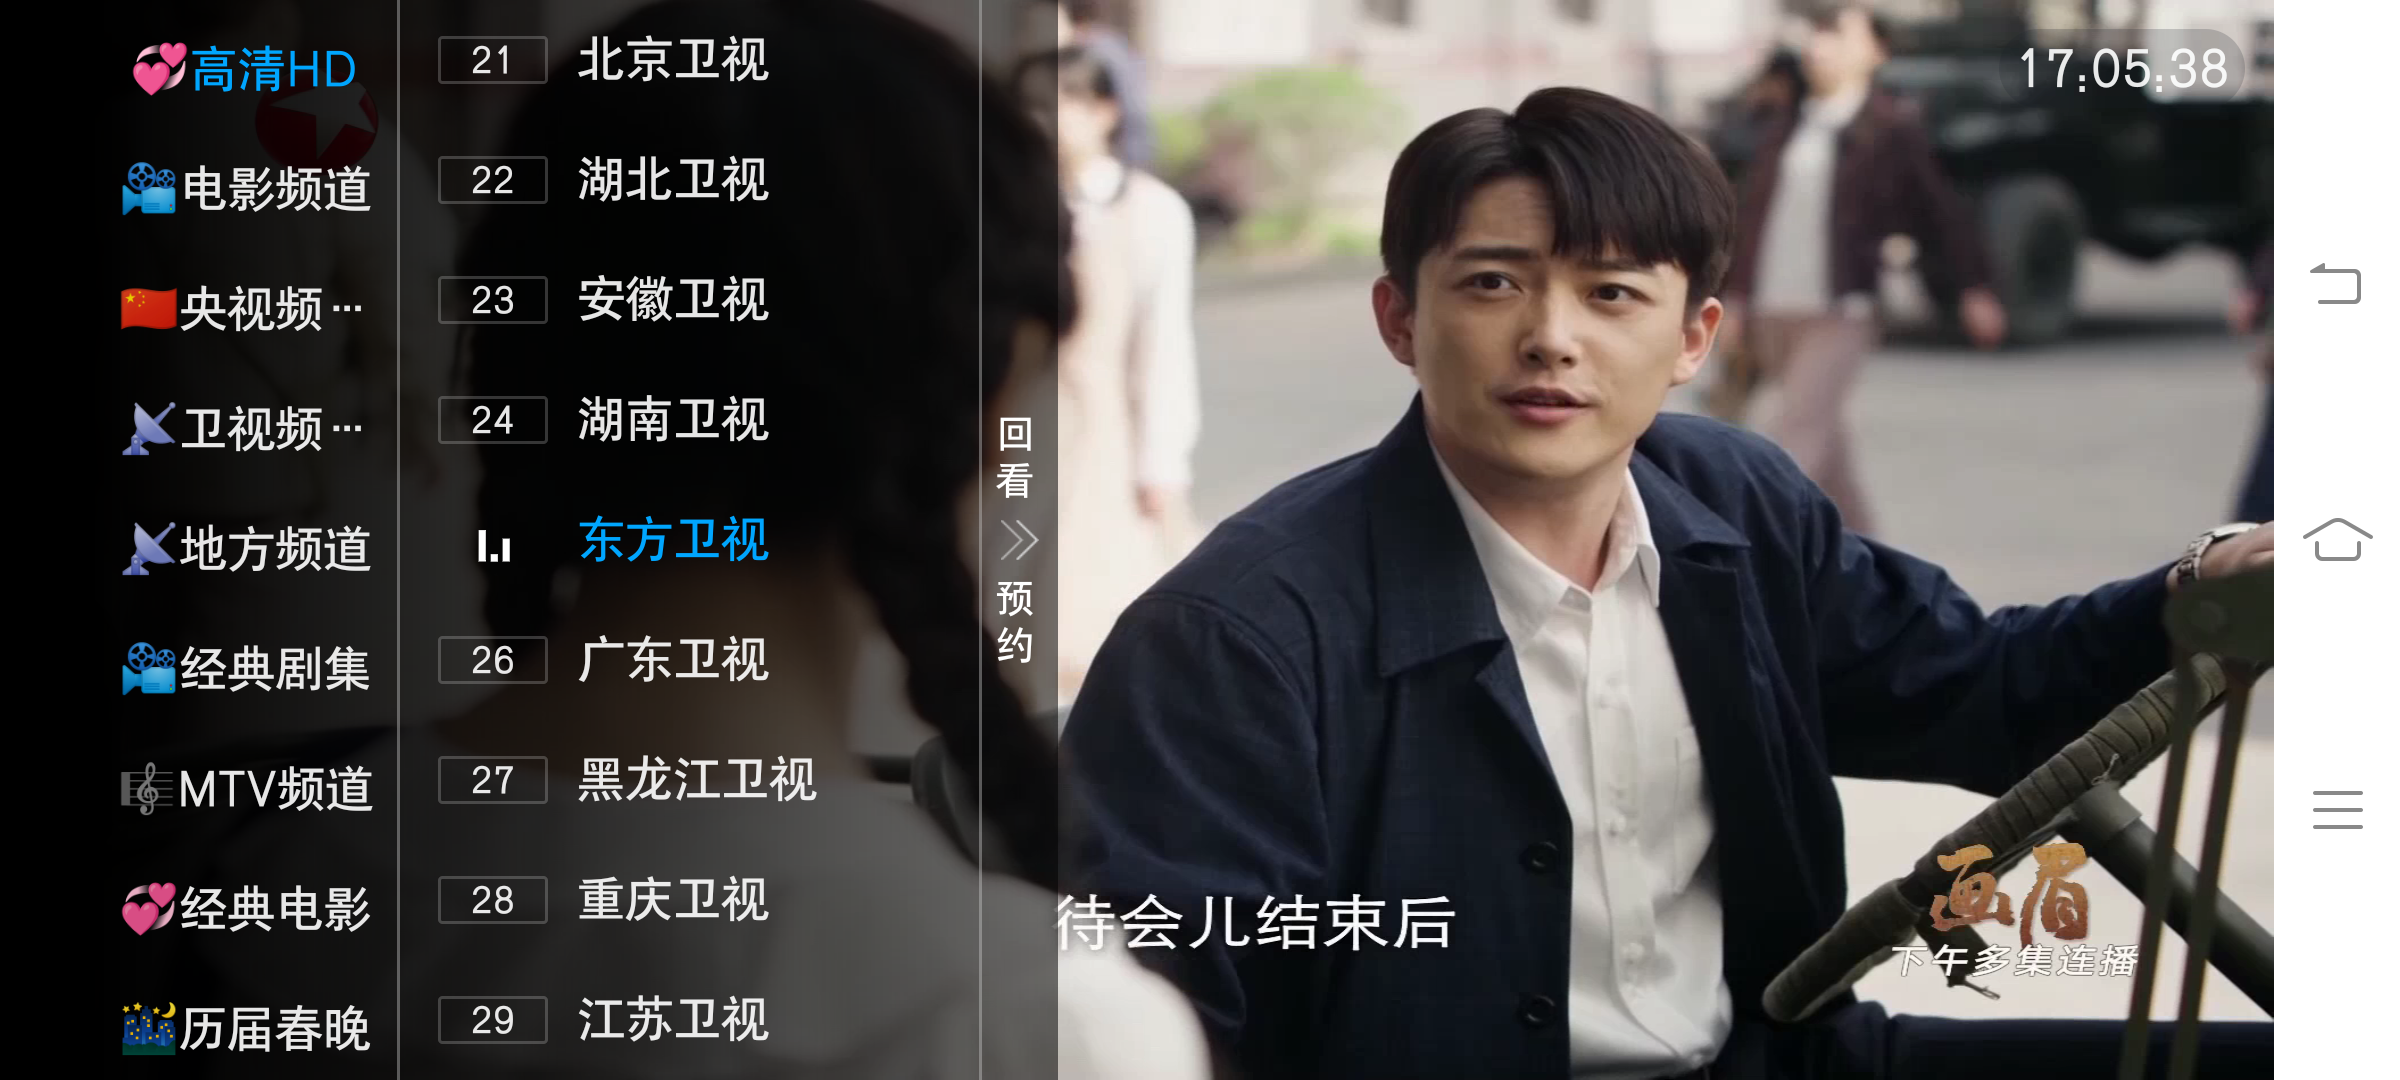 高清HD
电影频道
央视频…
卫视频…
地方频道
经典剧集
MTV频道
经典电影
历届春晚
21 北京卫视
22 湖北卫视
23 安徽卫视
24 湖南卫视
东方卫视
26 广东卫视
27 黑龙江卫视
28 重庆卫视
29 江苏卫视
回看
预约
17:05:38
待会儿结束后
画眉
下午多集连播